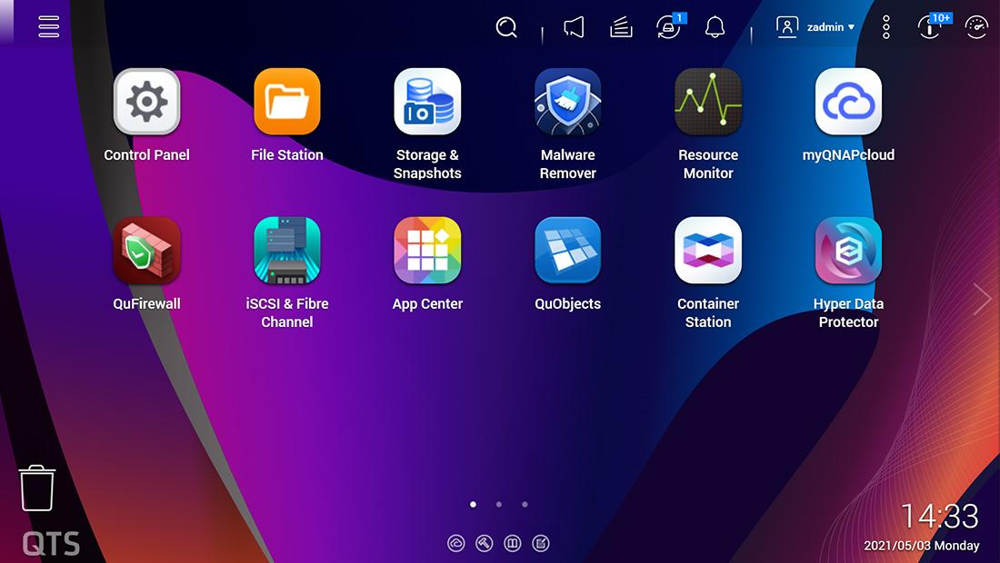 1
zadmin
10+
Control Panel
File Station
Storage &
Snapshots
Malware
Remover
Resource
Monitor
myQNAPcloud
QuFirewall
iSCSI & Fibre
Channel
App Center
QuObjects
Container
Station
Hyper Data
Protector
14:33
2021/05/03 Monday
QTS